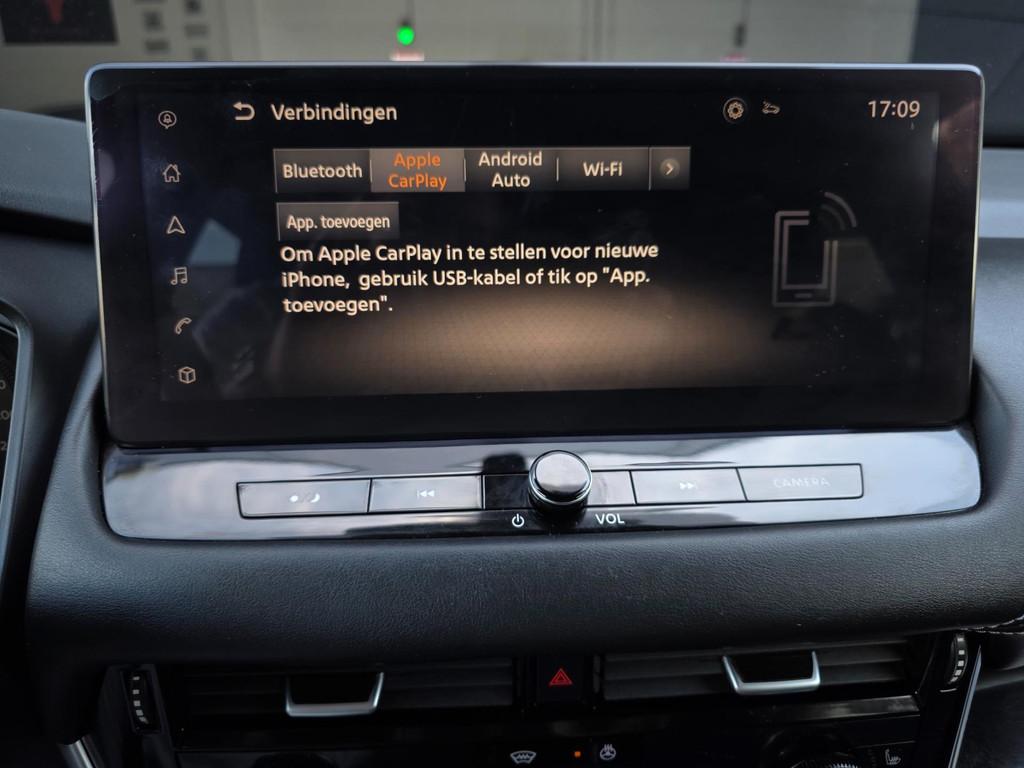 Verbindingen
17:09
Bluetooth
Apple
CarPlay
Android
Auto
Wi-Fi
App. toevoegen
Om Apple CarPlay in te stellen voor nieuwe
iPhone, gebruik USB-kabel of tik op "App.
toevoegen".
CAMERA
VOL